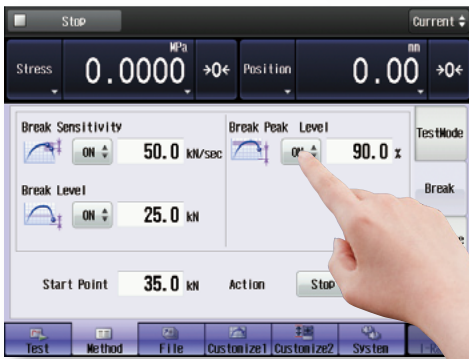 Stop
Current
Stress
0.0000 MPa
→0←
Position
0.00 mm
→0←
Break Sensitivity
ON
50.0 kN/sec
Break Peak Level
ON
90.0 %
TestMode
Break Level
ON
25.0 kN
Break
Start Point
35.0 kN
Action
Stop
Test
Method
File
Customize1
Customize2
System